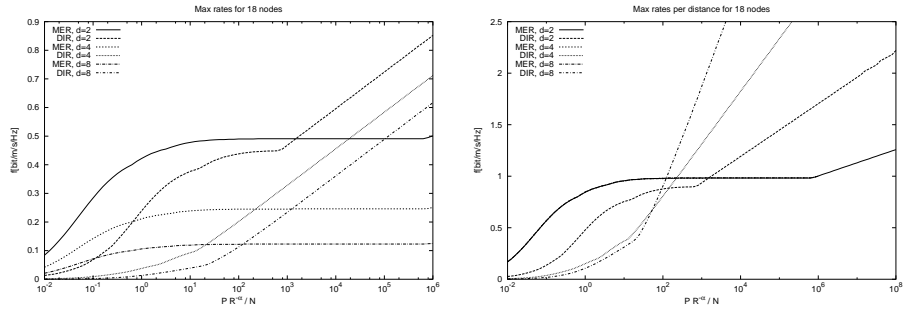 Max rates for 18 nodes
f[bit/m/s/Hz]
0.9
0.8
0.7
0.6
0.5
0.4
0.3
0.2
0.1
0
MER, d=2
DIR, d=2
MER, d=4
DIR, d=4
MER, d=8
DIR, d=8
10^-2 10^-1 10^0 10^1 10^2 10^3 10^4 10^5 10^6
P R^-α / N
Max rates per distance for 18 nodes
f[bit/m/s/Hz]
2.5
2
1.5
1
0.5
0
MER, d=2
DIR, d=2
MER, d=4
DIR, d=4
MER, d=8
DIR, d=8
10^-2 10^0 10^2 10^4 10^6 10^8
P R^-α / N